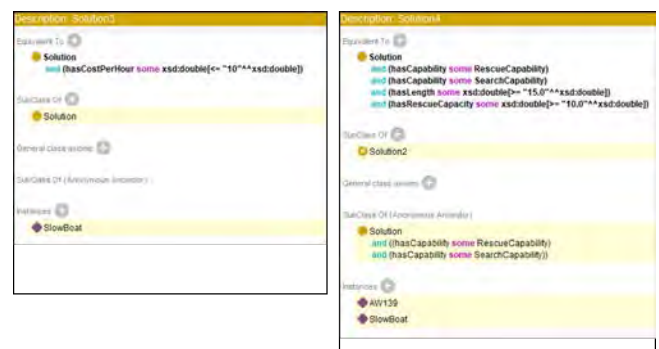 Description: Solution3
Equivalent To
Solution
and (hasCostPerHour some xsd:double[<= "10"^^xsd:double])
SubClass Of
Solution
General class axioms
SubClass Of (Anonymous Ancestor)
Instances
SlowBoat
Description: Solution4
Equivalent To
Solution
and (hasCapability some RescueCapability)
and (hasCapability some SearchCapability)
and (hasLength some xsd:double[>= "15.0"^^xsd:double])
and (hasRescueCapacity some xsd:double[>= "10.0"^^xsd:double])
SubClass Of
Solution2
General class axioms
SubClass Of (Anonymous Ancestor)
Solution
and ((hasCapability some RescueCapability)
and (hasCapability some SearchCapability))
Instances
AW139
SlowBoat